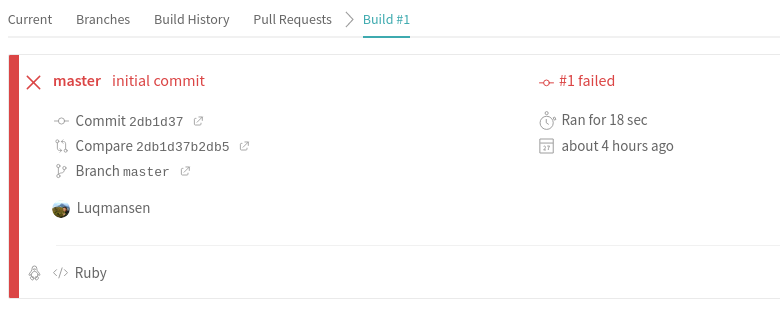 Current Branches Build History Pull Requests Build #1
master initial commit
#1 failed
Commit 2db1d37
Ran for 18 sec
Compare 2db1d37b2db5
about 4 hours ago
27
Branch master
Luqmansen
</> Ruby